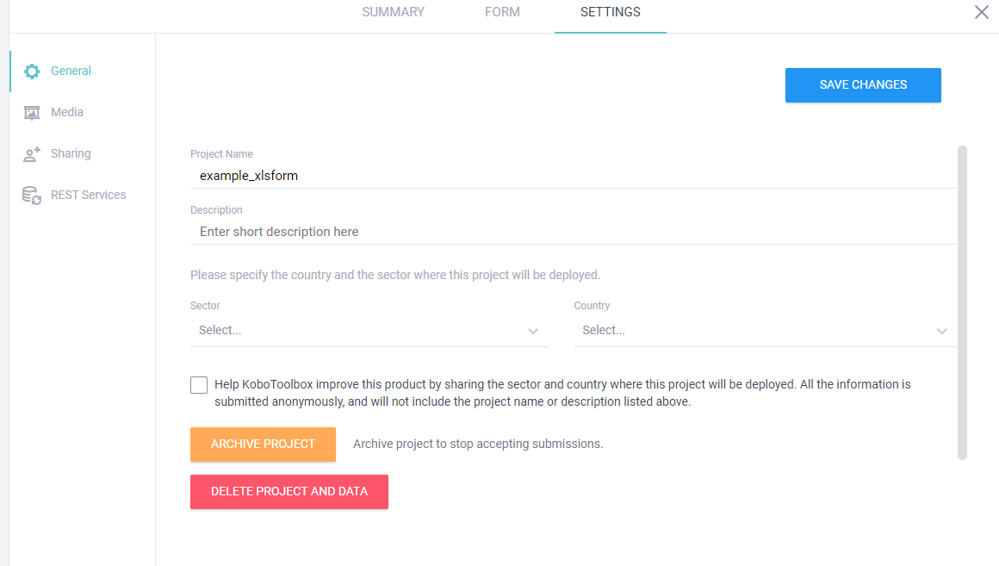 SUMMARY FORM SETTINGS
General
SAVE CHANGES
Media
Sharing
REST Services
Project Name
example_xlsform
Description
Enter short description here
Please specify the country and the sector where this project will be deployed.
Sector Country
Select... Select...
Help KoboToolbox improve this product by sharing the sector and country where this project will be deployed. All the information is
submitted anonymously, and will not include the project name or description listed above.
ARCHIVE PROJECT Archive project to stop accepting submissions.
DELETE PROJECT AND DATA